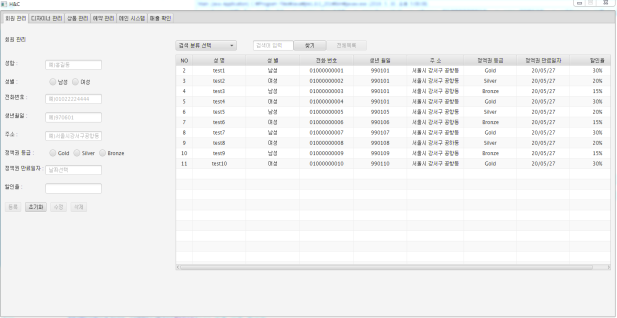 H&C
회원 관리 디자이너 관리 상품 관리 예약 관리 메인 시스템 매출 확인
회원 관리
검색 분류 선택 검색어 입력 찾기 전체목록
성함 : 예)홍길동
성별 : 남성 여성
전화번호 : 예)01022224444
생년월일 : 예)970601
주소 : 예)서울시강서구공항동
정액권 등급 : Gold Silver Bronze
정액권 만료일자 : 날짜선택
할인율 :
등록 초기화 수정 삭제
NO 성 명 성 별 전화 번호 생년 월일 주 소 정액권 등급 정액권 만료일자 할인율
2 test1 남성 01000000001 990101 서울시 강서구 공항동 Gold 20/05/27 30%
3 test2 여성 01000000002 990102 서울시 강서구 공항동 Silver 20/05/27 20%
4 test3 남성 01000000003 990103 서울시 강서구 공항동 Bronze 20/05/27 15%
5 test4 여성 01000000004 990104 서울시 강서구 공항동 Gold 20/05/27 30%
6 test5 남성 01000000005 990105 서울시 강서구 공항동 Silver 20/05/27 20%
7 test6 여성 01000000006 990106 서울시 강서구 공항동 Bronze 20/05/27 15%
8 test7 남성 01000000007 990107 서울시 강서구 공항동 Gold 20/05/27 30%
9 test8 여성 01000000008 990108 서울시 강서구 공항동 Silver 20/05/27 20%
10 test9 남성 01000000009 990109 서울시 강서구 공항동 Bronze 20/05/27 15%
11 test10 여성 01000000010 990110 서울시 강서구 공항동 Gold 20/05/27 30%